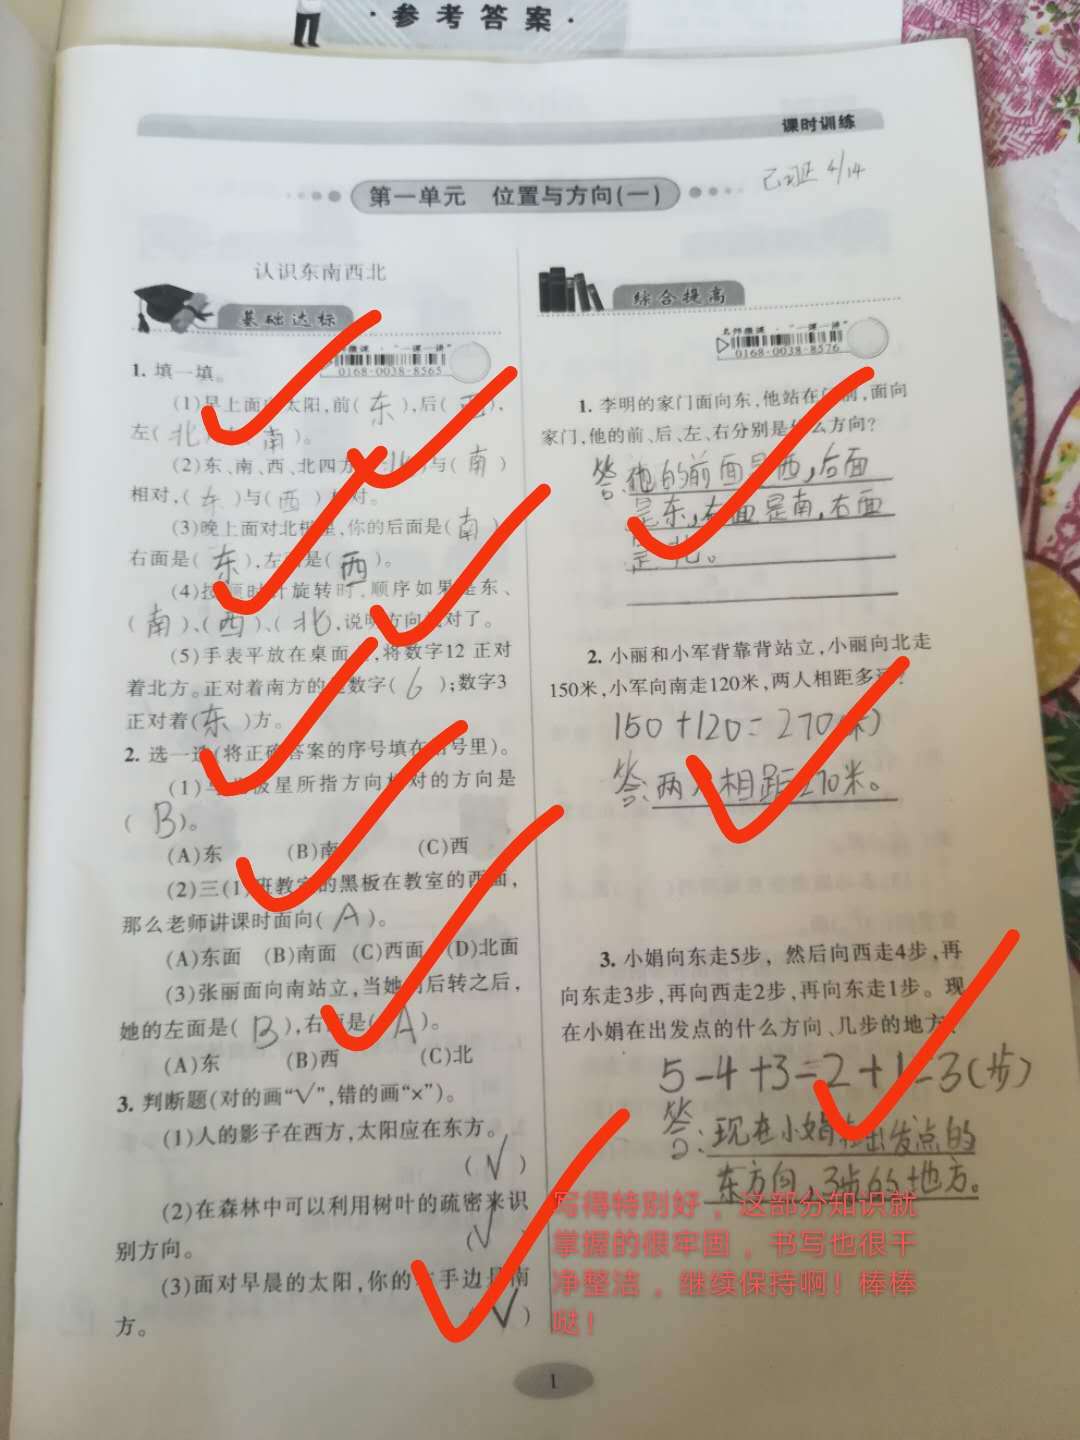 ·参考答案·
课时训练
4/14
第一单元 位置与方向(一)
认识东南西北
基础达标
微课·“一课一讲”
0168-0038-8565
1. 填一填。
(1)早上面向太阳,前(东),后(西),
左(北) (南)。
(2)东、南、西、北四方 北 与(南)
相对,(东)与(西)相对。
(3)晚上面对北极星,你的后面是(南)
右面是(东),左面是(西)。
(4)按顺时针旋转时,顺序如果是东、
(南)、(西)、(北,说明方向 对了。
(5)手表平放在桌面 ,将数字12 正对
着北方。正对着南方的是数字(6);数字3
正对着(东)方。
2. 选一选(将正确答案的序号填在括号里)。
(1)与北极星所指方向相对的方向是
(B)。
(A)东 (B)南 (C)西
(2)三(1)班教室的黑板在教室的西面,
那么老师讲课时面向(A)。
(A)东面 (B)南面 (C)西面 (D)北面
(3)张丽面向南站立,当她向后转之后,
她的左面是(B),右面是(A)。
(A)东 (B)西 (C)北
3. 判断题(对的画“√”,错的画“×”)。
(1)人的影子在西方,太阳应在东方。
(√)
(2)在森林中可以利用树叶的疏密来识
别方向。 (√)
(3)面对早晨的太阳,你的 手边是南
方。 (√)
综合提高
名师微课·“一课一讲”
0168-0038-8576
1. 李明的家门面向东,他站在 前,面向
家门,他的前、后、左、右分别是什么方向?
答:他的前面是西,后面
是东,左面是南,右面
是北。
2. 小丽和小军背靠背站立,小丽向北走
150米,小军向南走120米,两人相距多 ?
150+120=270(米)
答:两人相距270米。
3. 小娟向东走5步, 然后向西走4步,再
向东走3步,再向西走2步,再向东走1步。现
在小娟在出发点的什么方向、几步的地方
5-4+3-2+1=3(步)
答:现在小娟在出发点的
东方向,3步的地方。
写得特别好，这部分知识就
掌握的很牢固，书写也很干
净整洁，继续保持啊！棒棒
哒！
1